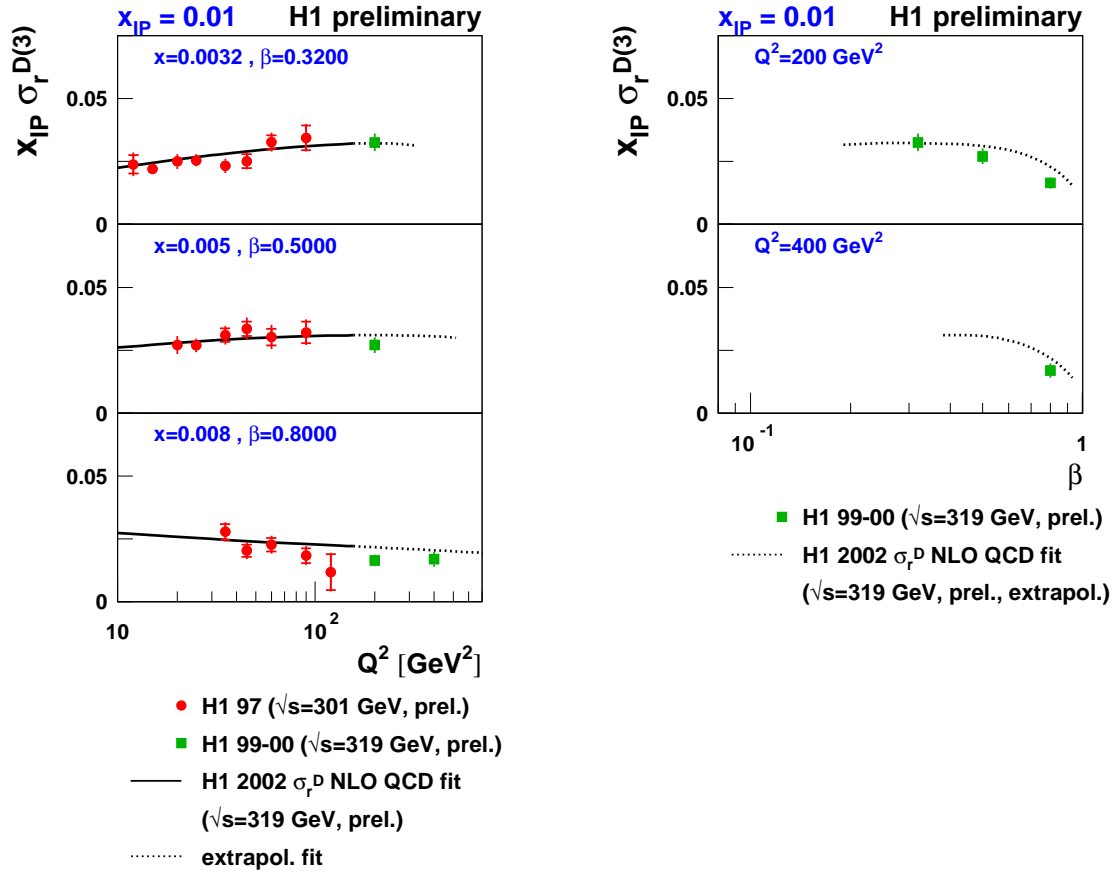 x_IP = 0.01 H1 preliminary
x_IP σ_r^D(3)
x=0.0032 , β=0.3200
0.05
0
x=0.005 , β=0.5000
0.05
0
x=0.008 , β=0.8000
0.05
0
10 10^2
Q^2 [GeV^2]
H1 97 (√s=301 GeV, prel.)
H1 99-00 (√s=319 GeV, prel.)
H1 2002 σ_r^D NLO QCD fit
(√s=319 GeV, prel.)
extrapol. fit
x_IP = 0.01 H1 preliminary
x_IP σ_r^D(3)
Q^2=200 GeV^2
0.05
0
Q^2=400 GeV^2
0.05
0
10^-1 1
β
H1 99-00 (√s=319 GeV, prel.)
H1 2002 σ_r^D NLO QCD fit
(√s=319 GeV, prel., extrapol.)